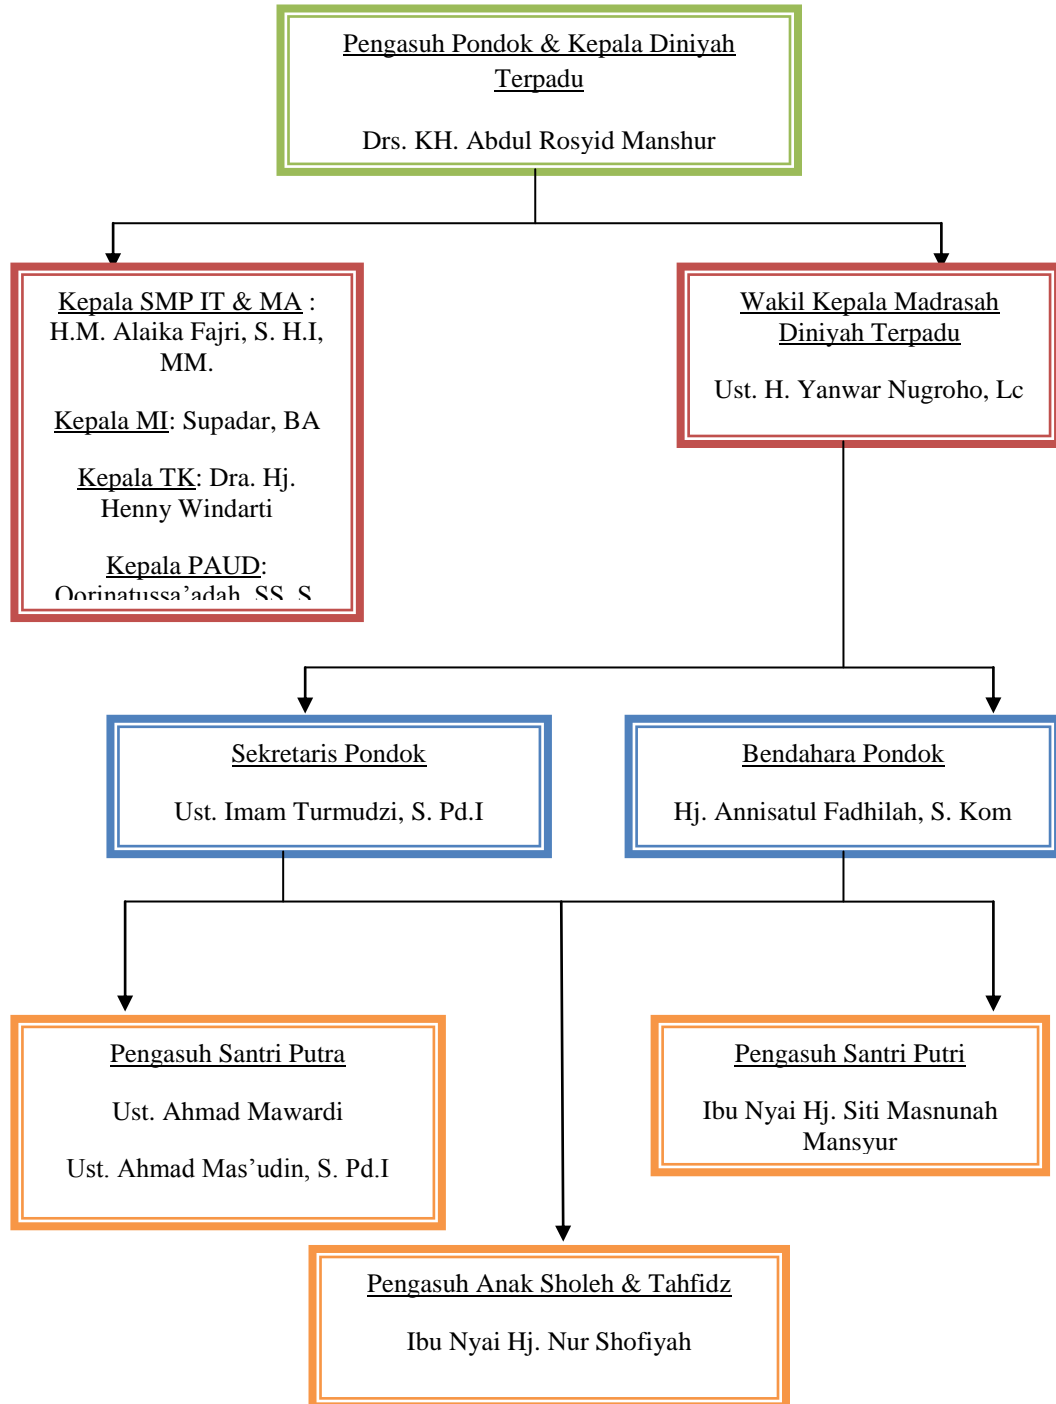 Pengasuh Pondok & Kepala Diniyah
Terpadu
Drs. KH. Abdul Rosyid Manshur
Kepala SMP IT & MA :
H.M. Alaika Fajri, S. H.I,
MM.
Kepala MI: Supadar, BA
Kepala TK: Dra. Hj.
Henny Windarti
Kepala PAUD:
Qorinatussa’adah, SS, S
Wakil Kepala Madrasah
Diniyah Terpadu
Ust. H. Yanwar Nugroho, Lc
Sekretaris Pondok
Ust. Imam Turmudzi, S. Pd.I
Bendahara Pondok
Hj. Annisatul Fadhilah, S. Kom
Pengasuh Santri Putra
Ust. Ahmad Mawardi
Ust. Ahmad Mas’udin, S. Pd.I
Pengasuh Santri Putri
Ibu Nyai Hj. Siti Masnunah
Mansyur
Pengasuh Anak Sholeh & Tahfidz
Ibu Nyai Hj. Nur Shofiyah